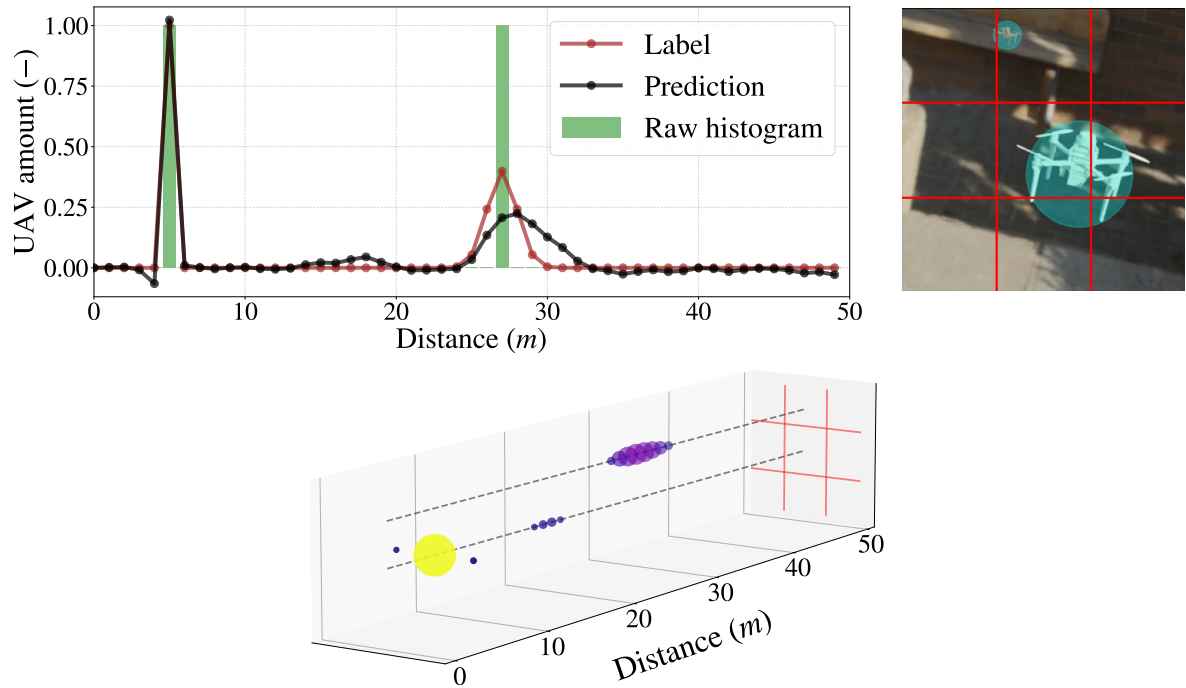 UAV amount (−)
1.00
0.75
0.50
0.25
0.00
Label
Prediction
Raw histogram
0 10 20 30 40 50
Distance (m)
0 10 20 30 40 50
Distance (m)